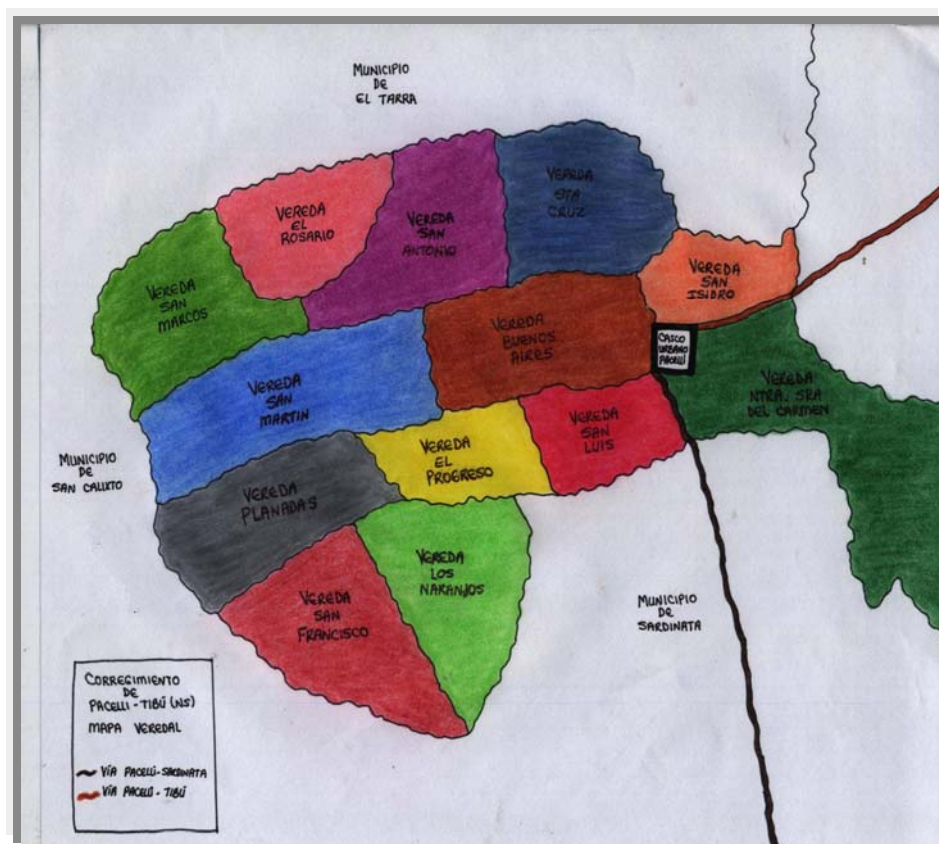 MUNICIPIO
DE
EL TARRA
VEREDA
EL
ROSARIO
VEREDA
SAN
ANTONIO
VEREDA
STA
CRUZ
VEREDA
SAN
ISIDRO
VEREDA
SAN
MARCOS
VEREDA
BUENOS
AIRES
CASCO
URBANO
PACELLI
VEREDA
NTRA. SRA
DEL CARMEN
VEREDA
SAN
MARTIN
VEREDA
EL
PROGRESO
VEREDA
SAN
LUIS
MUNICIPIO
DE
SAN CALIXTO
VEREDA
PLANADAS
VEREDA
LOS
NARANJOS
VEREDA
SAN
FRANCISCO
MUNICIPIO
DE
SARDINATA
CORREGIMIENTO
DE
PACELLI - TIBÚ (NS)
MAPA VEREDAL
VÍA PACELLI-SARDINATA
VÍA PACELLI - TIBÚ